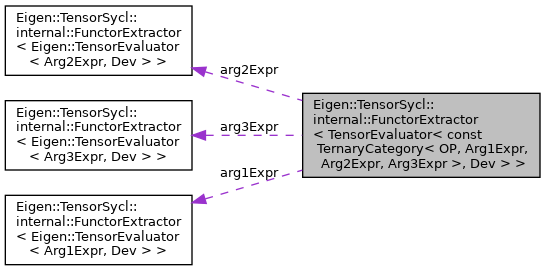 Eigen::TensorSycl::
internal::FunctorExtractor
< Eigen::TensorEvaluator
< Arg2Expr, Dev > >
arg2Expr
Eigen::TensorSycl::
internal::FunctorExtractor
< Eigen::TensorEvaluator
< Arg3Expr, Dev > >
arg3Expr
Eigen::TensorSycl::
internal::FunctorExtractor
< TensorEvaluator< const
TernaryCategory< OP, Arg1Expr,
Arg2Expr, Arg3Expr >, Dev > >
arg1Expr
Eigen::TensorSycl::
internal::FunctorExtractor
< Eigen::TensorEvaluator
< Arg1Expr, Dev > >